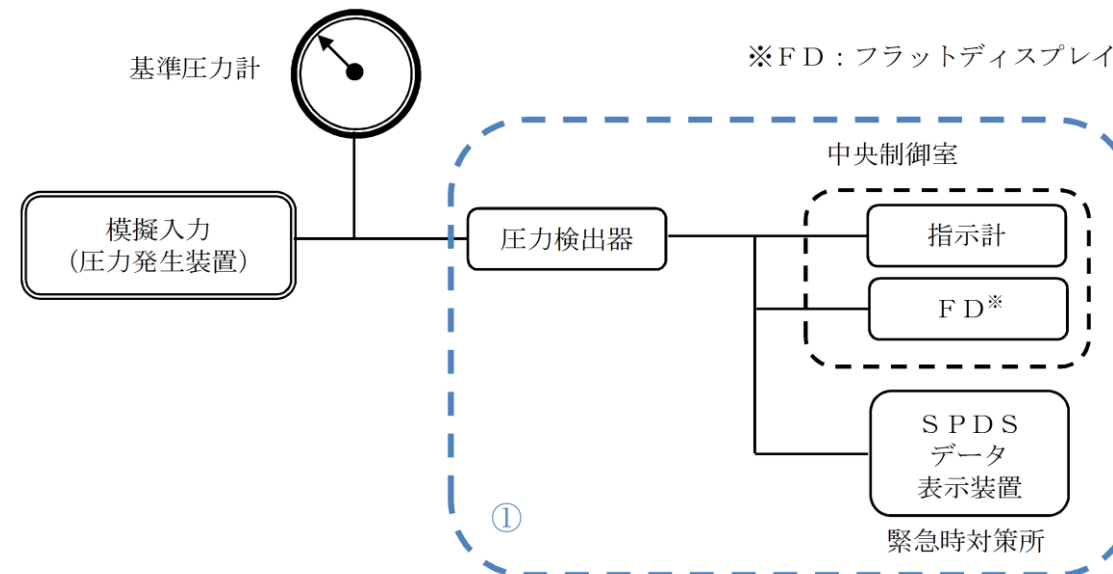 基準圧力計
※ＦＤ：フラットディスプレイ
中央制御室
模擬入力
（圧力発生装置）
圧力検出器
指示計
ＦＤ※
ＳＰＤＳ
データ
表示装置
①
緊急時対策所